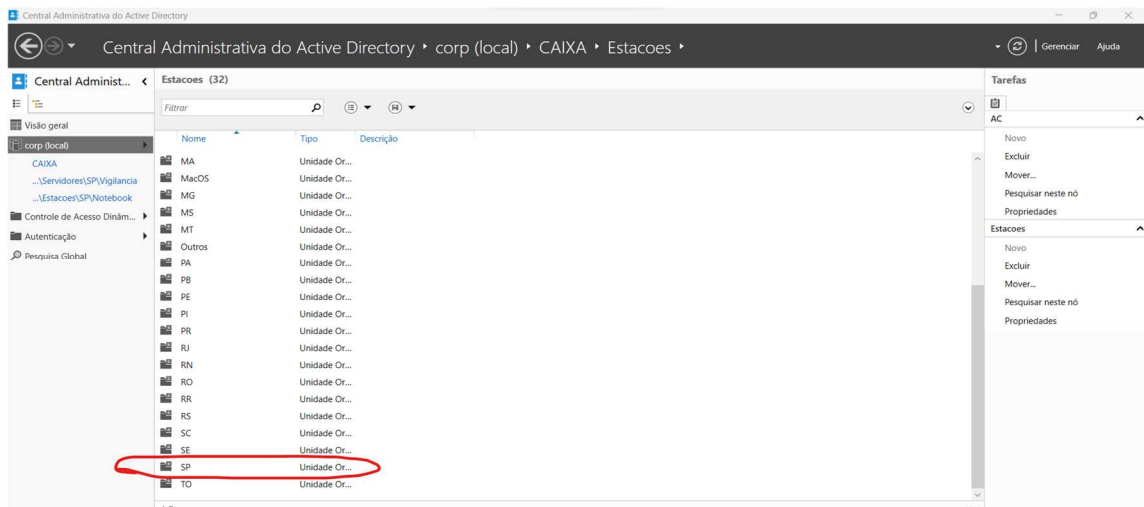 Central Administrativa do Active Directory
Central Administrativa do Active Directory corp (local) CAIXA Estacoes
Gerenciar Ajuda
Central Administ...
Visão geral
corp (local)
CAIXA
...\Servidores\SP\Vigilancia
...\Estacoes\SP\Notebook
Controle de Acesso Dinâm...
Autenticação
Pesquisa Global
Estacoes (32)
Filtrar
Nome Tipo Descrição
MA Unidade Or...
MacOS Unidade Or...
MG Unidade Or...
MS Unidade Or...
MT Unidade Or...
Outros Unidade Or...
PA Unidade Or...
PB Unidade Or...
PE Unidade Or...
PI Unidade Or...
PR Unidade Or...
RJ Unidade Or...
RN Unidade Or...
RO Unidade Or...
RR Unidade Or...
RS Unidade Or...
SC Unidade Or...
SE Unidade Or...
SP Unidade Or...
TO Unidade Or...
Tarefas
AC
Novo
Excluir
Mover...
Pesquisar neste nó
Propriedades
Estacoes
Novo
Excluir
Mover...
Pesquisar neste nó
Propriedades